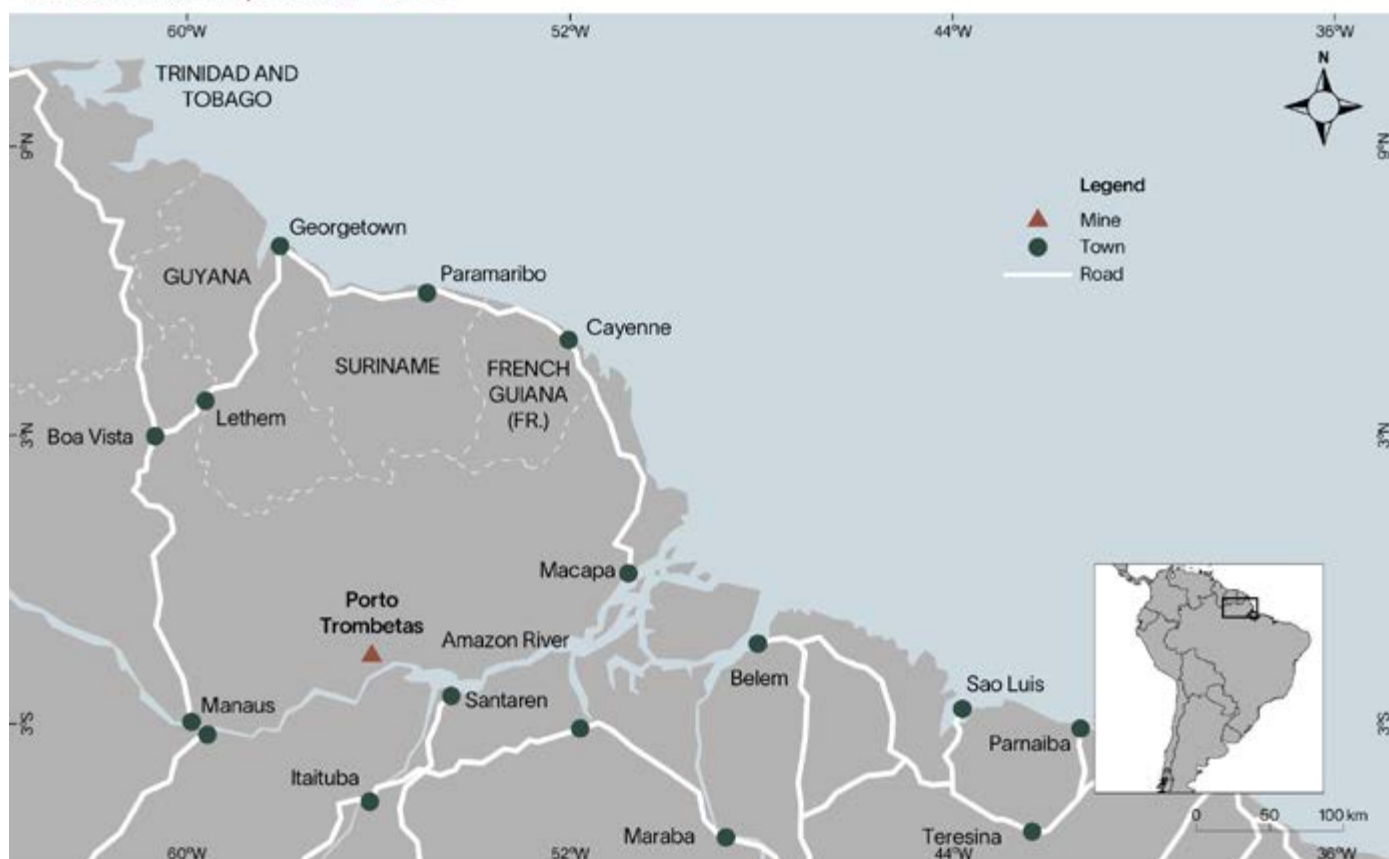 60°W 52°W 44°W 36°W
TRINIDAD AND
TOBAGO
N
9°N 9°N
Legend
Mine
Town
Road
Georgetown
GUYANA
Paramaribo
Cayenne
SURINAME
FRENCH
GUIANA
(FR.)
Lethem
Boa Vista
3°N 3°N
Macapa
Porto
Trombetas
Amazon River
Belem
Santaren
Sao Luis
Manaus
3°S 3°S
Parnaiba
Itaituba
0 50 100 km
Maraba
Teresina
60°W 52°W 44°W 36°W